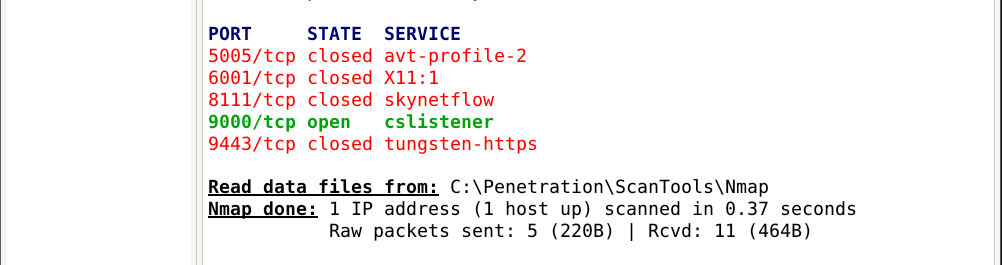 PORT     STATE  SERVICE
5005/tcp closed avt-profile-2
6001/tcp closed X11:1
8111/tcp closed skynetflow
9000/tcp open   cslistener
9443/tcp closed tungsten-https
Read data files from: C:\Penetration\ScanTools\Nmap
Nmap done: 1 IP address (1 host up) scanned in 0.37 seconds
           Raw packets sent: 5 (220B) | Rcvd: 11 (464B)